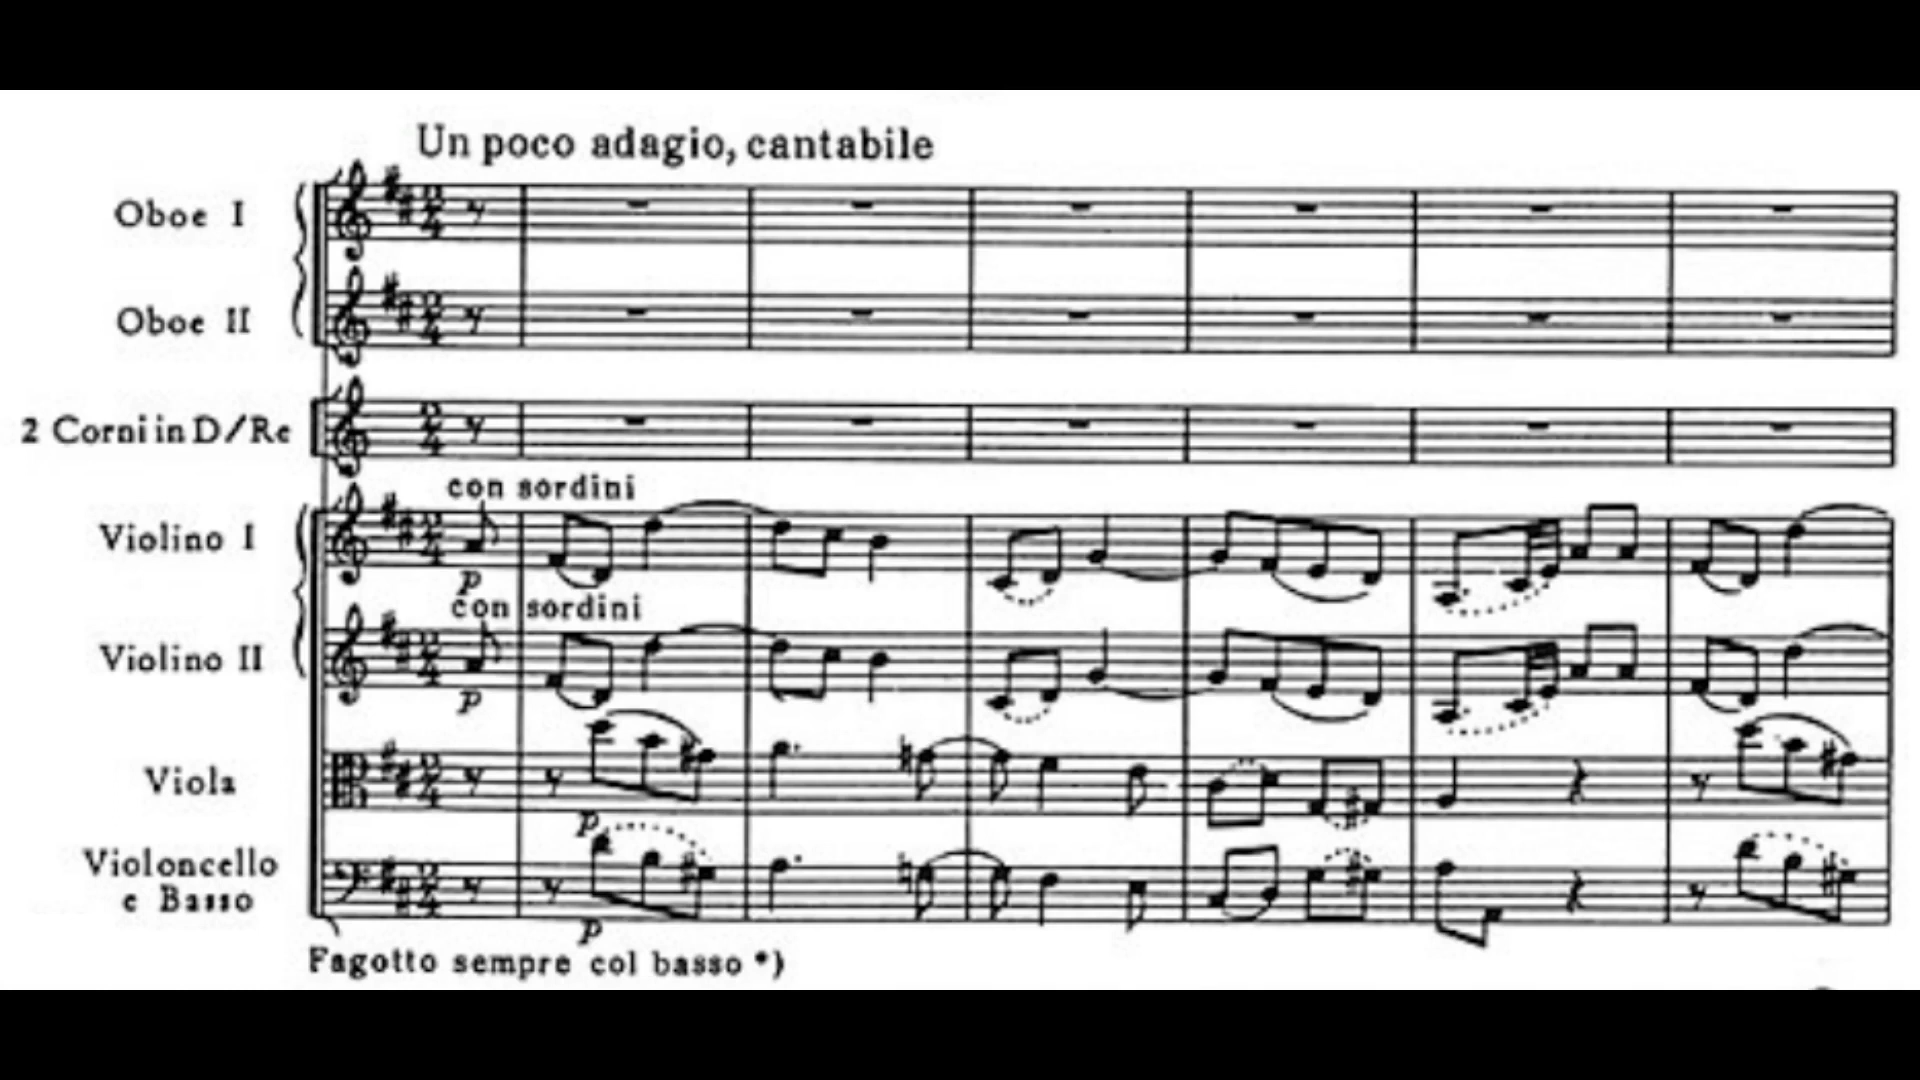 Un poco adagio, cantabile
Oboe I
Oboe II
2 Corni in D/Re
con sordini
Violino I
p
con sordini
Violino II
p
Viola
p
Violoncello
e Basso
p
Fagotto sempre col basso *)